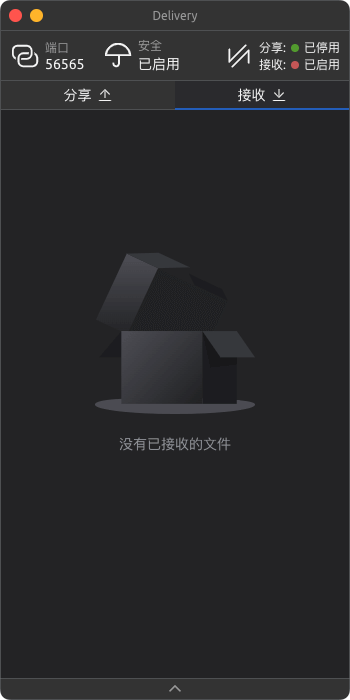 Delivery
端口
56565
安全
已启用
分享: 已停用
接收: 已启用
分享
接收
没有已接收的文件